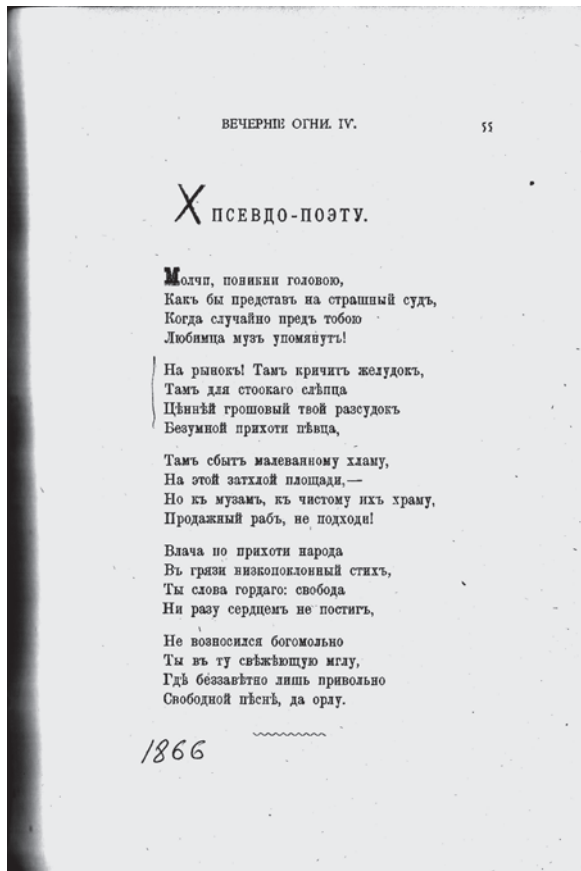 ВЕЧЕРНІЕ ОГНИ. IV. 55
Х ПСЕВДО-ПОЭТУ.
Молчи, поникни головою,
Какъ бы представъ на страшный судъ,
Когда случайно предъ тобою
Любимца музъ упомянутъ!
На рынокъ! Тамъ кричитъ желудокъ,
Тамъ для стоокаго слѣпца
Цѣннѣй грошовый твой разсудокъ
Безумной прихоти пѣвца,
Тамъ сбытъ малеванному хламу,
На этой затхлой площади,—
Но къ музамъ, къ чистому ихъ храму,
Продажный рабъ, не подходи!
Влача по прихоти народа
Въ грязи низкопоклонный стихъ,
Ты слова гордаго: свобода
Ни разу сердцемъ не постигъ,
Не возносился богомольно
Ты въ ту свѣжѣющую мглу,
Гдѣ беззавѣтно лишь привольно
Свободной пѣснѣ, да орлу.
1866